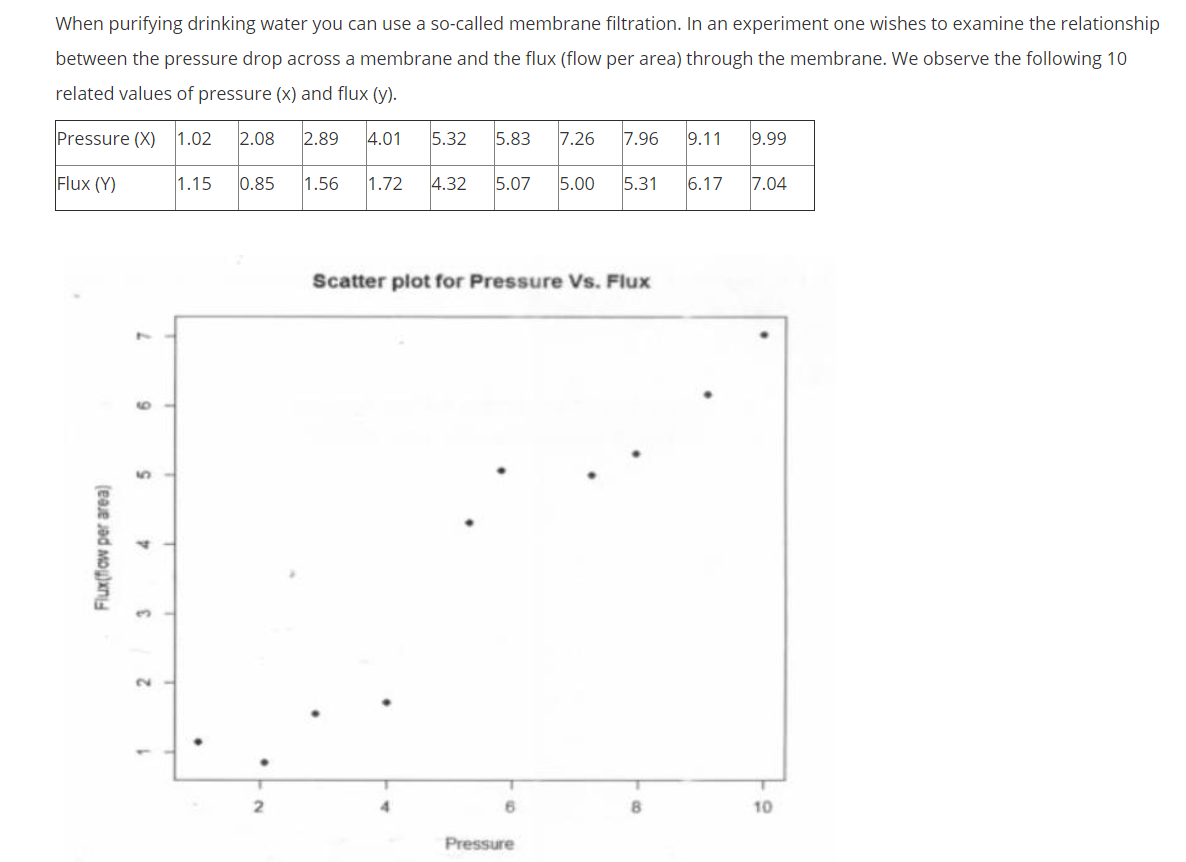 When purifying drinking water you can use a so-called membrane filtration. In an experiment one wishes to examine the relationship
between the pressure drop across a membrane and the flux (flow per area) through the membrane. We observe the following 10
related values of pressure (x) and flux (y).
Pressure (X) 1.02 2.08 2.89 4.01 5.32 5.83 7.26 7.96 9.11 9.99
Flux (Y) 1.15 0.85 1.56 1.72 4.32 5.07 5.00 5.31 6.17 7.04
Scatter plot for Pressure Vs. Flux
7
6
5
4
3
2
1
Flux(flow per area)
2 4 6 8 10
Pressure